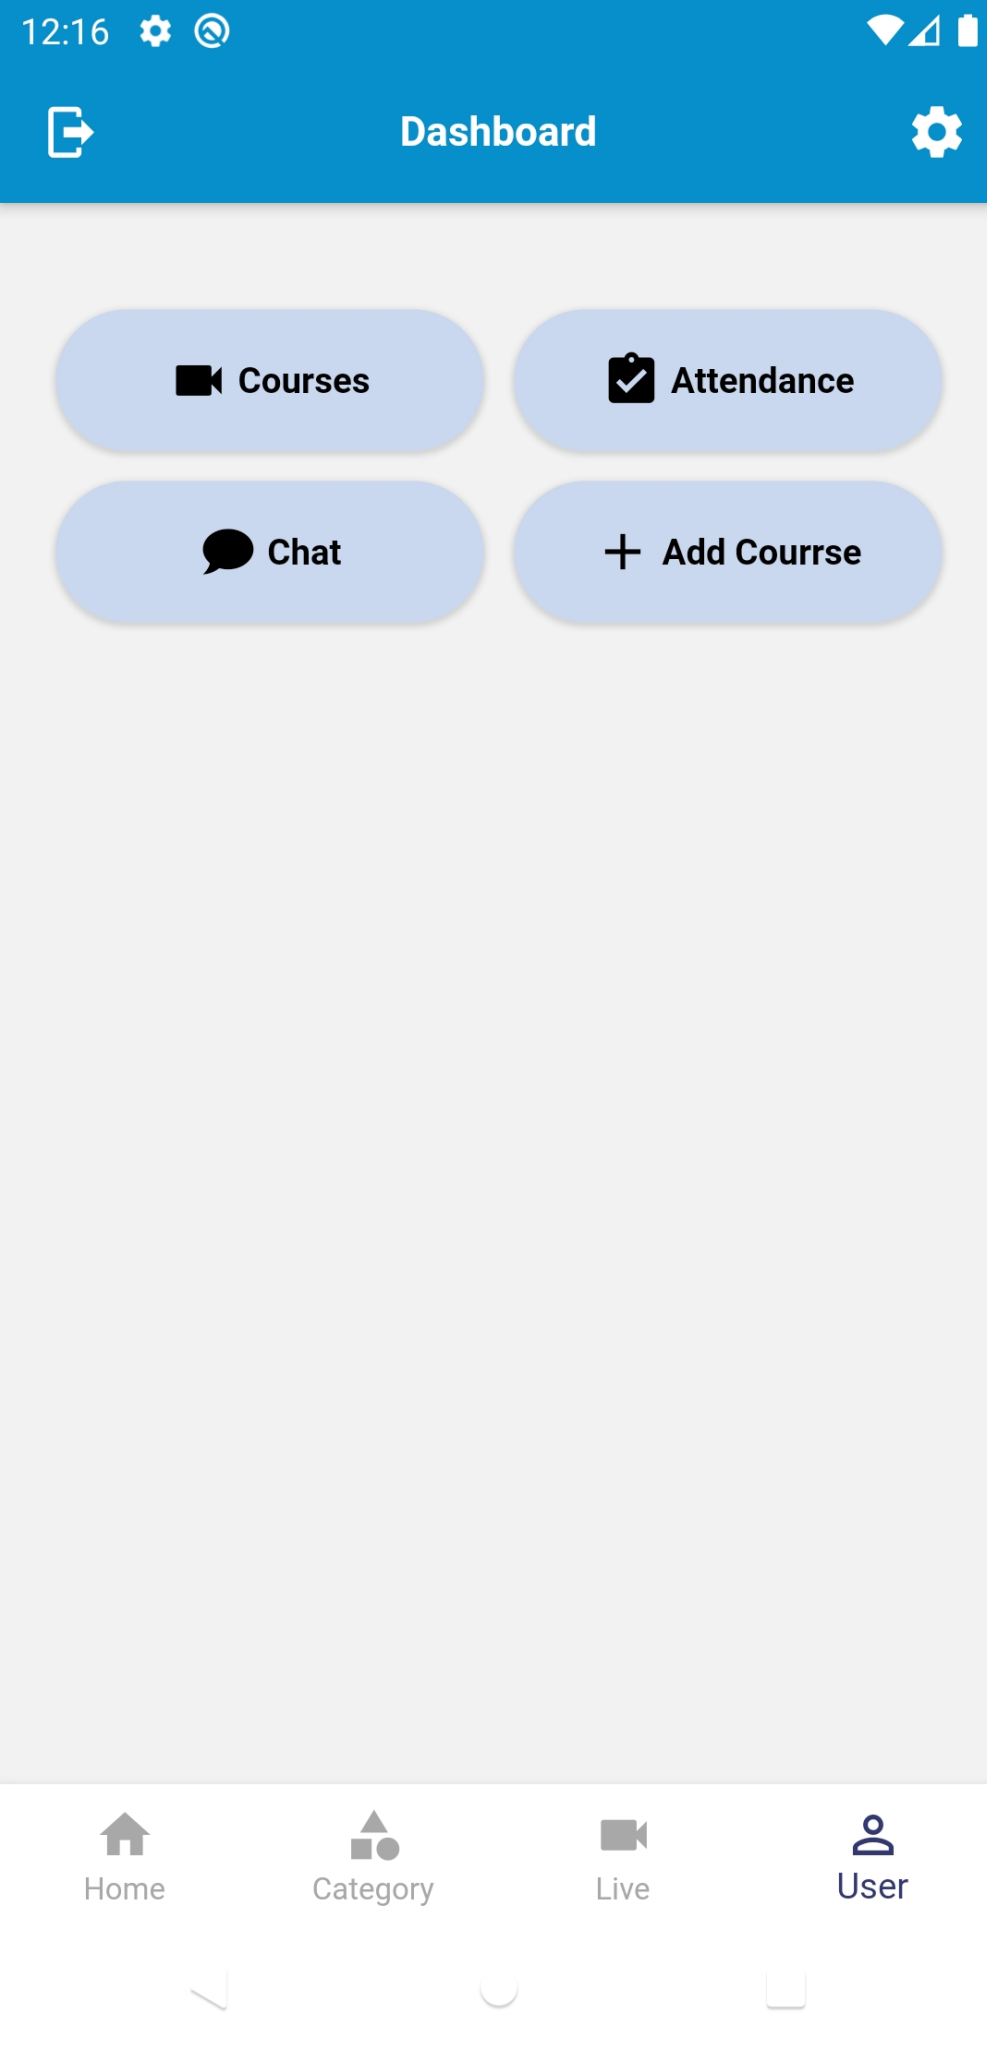 12:16
Dashboard
Courses
Attendance
Chat
Add Courrse
Home
Category
Live
User